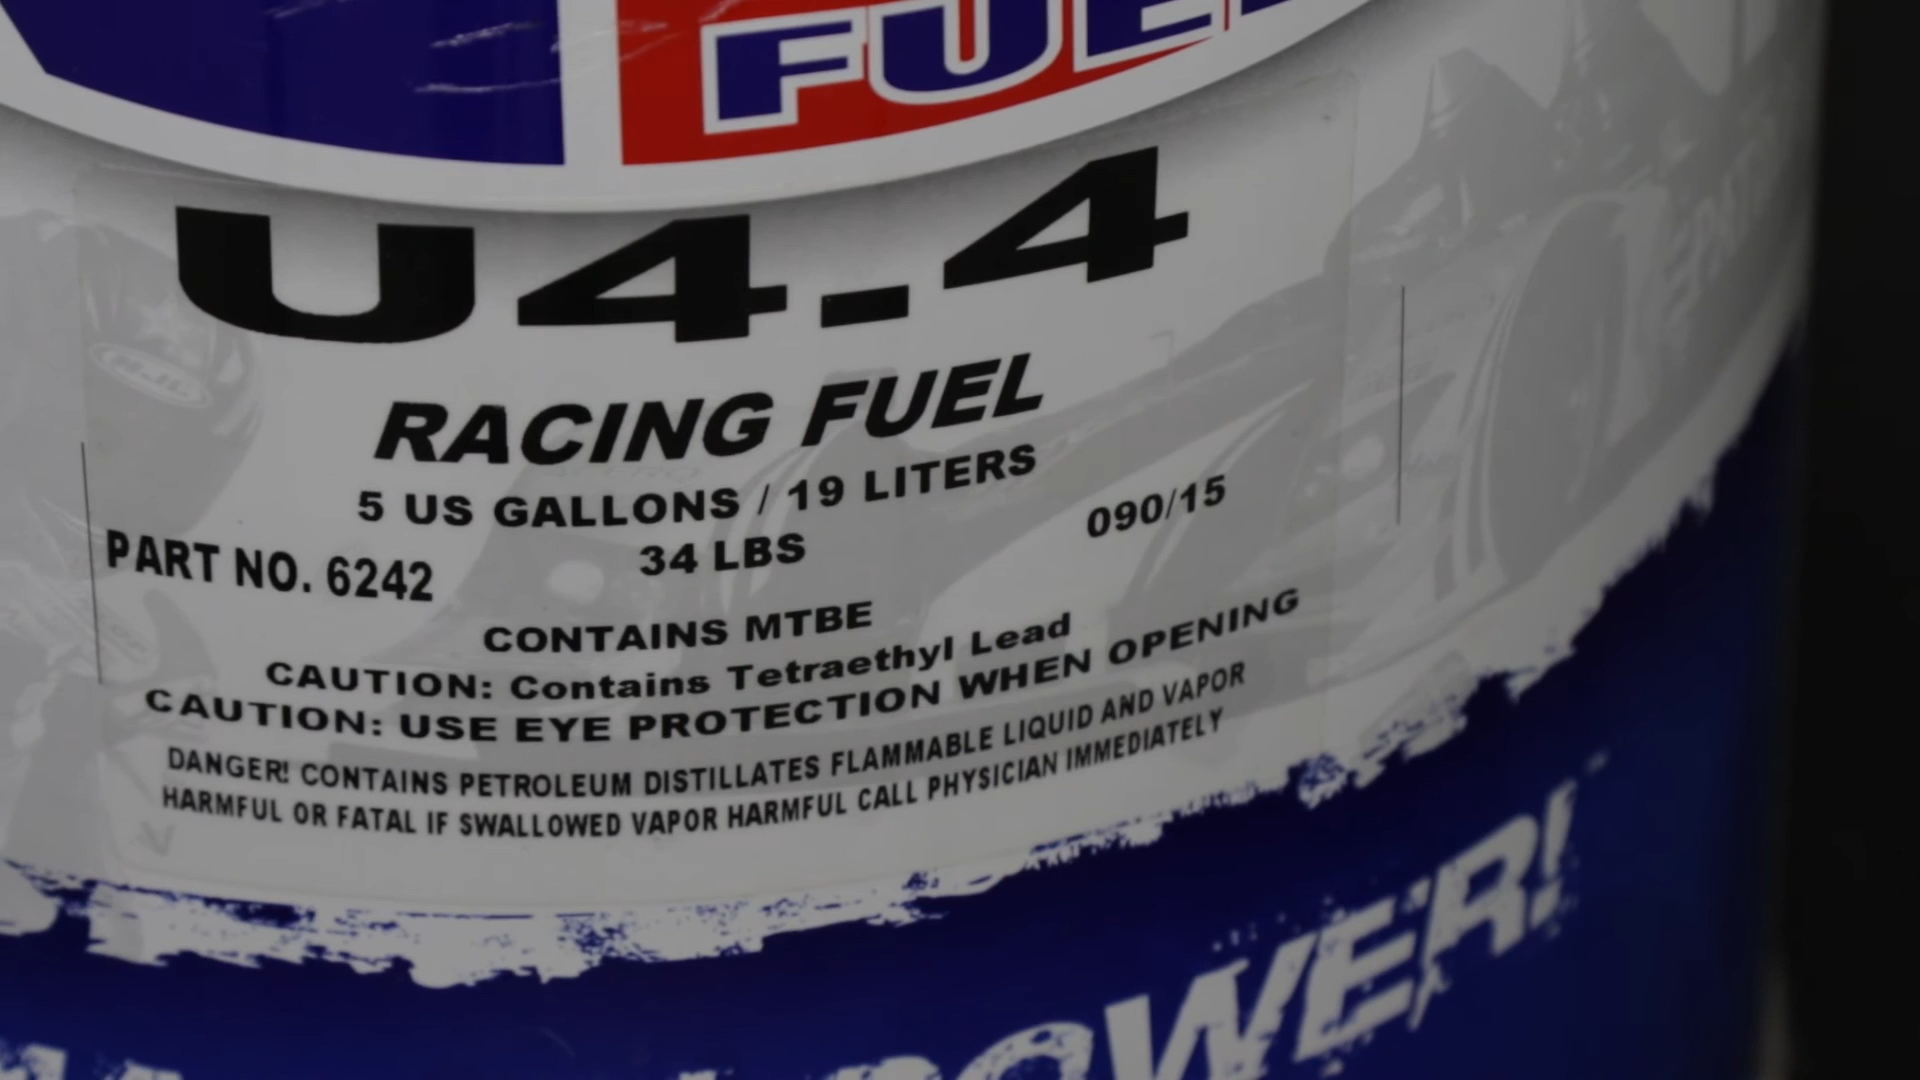 FUEL
U4.4
RACING FUEL
5 US GALLONS / 19 LITERS
34 LBS
090/15
PART NO. 6242
CONTAINS MTBE
CAUTION: Contains Tetraethyl Lead
CAUTION: USE EYE PROTECTION WHEN OPENING
DANGER! CONTAINS PETROLEUM DISTILLATES FLAMMABLE LIQUID AND VAPOR
HARMFUL OR FATAL IF SWALLOWED VAPOR HARMFUL CALL PHYSICIAN IMMEDIATELY
POWER!